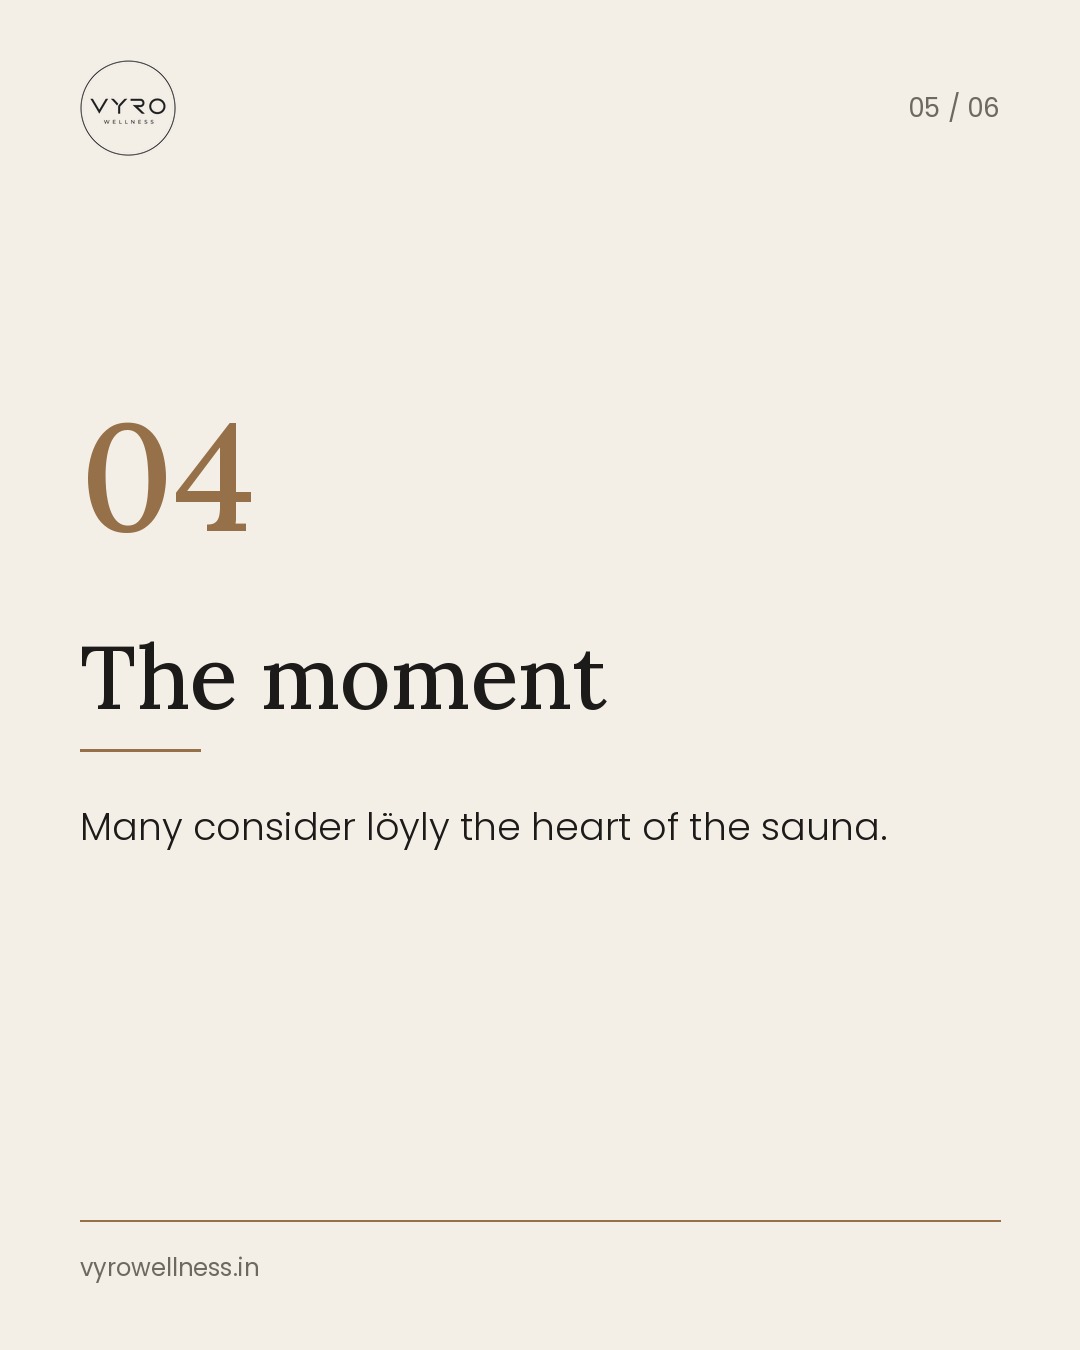 VYRO
WELLNESS
05 / 06
04
The moment
Many consider löyly the heart of the sauna.
vyrowellness.in